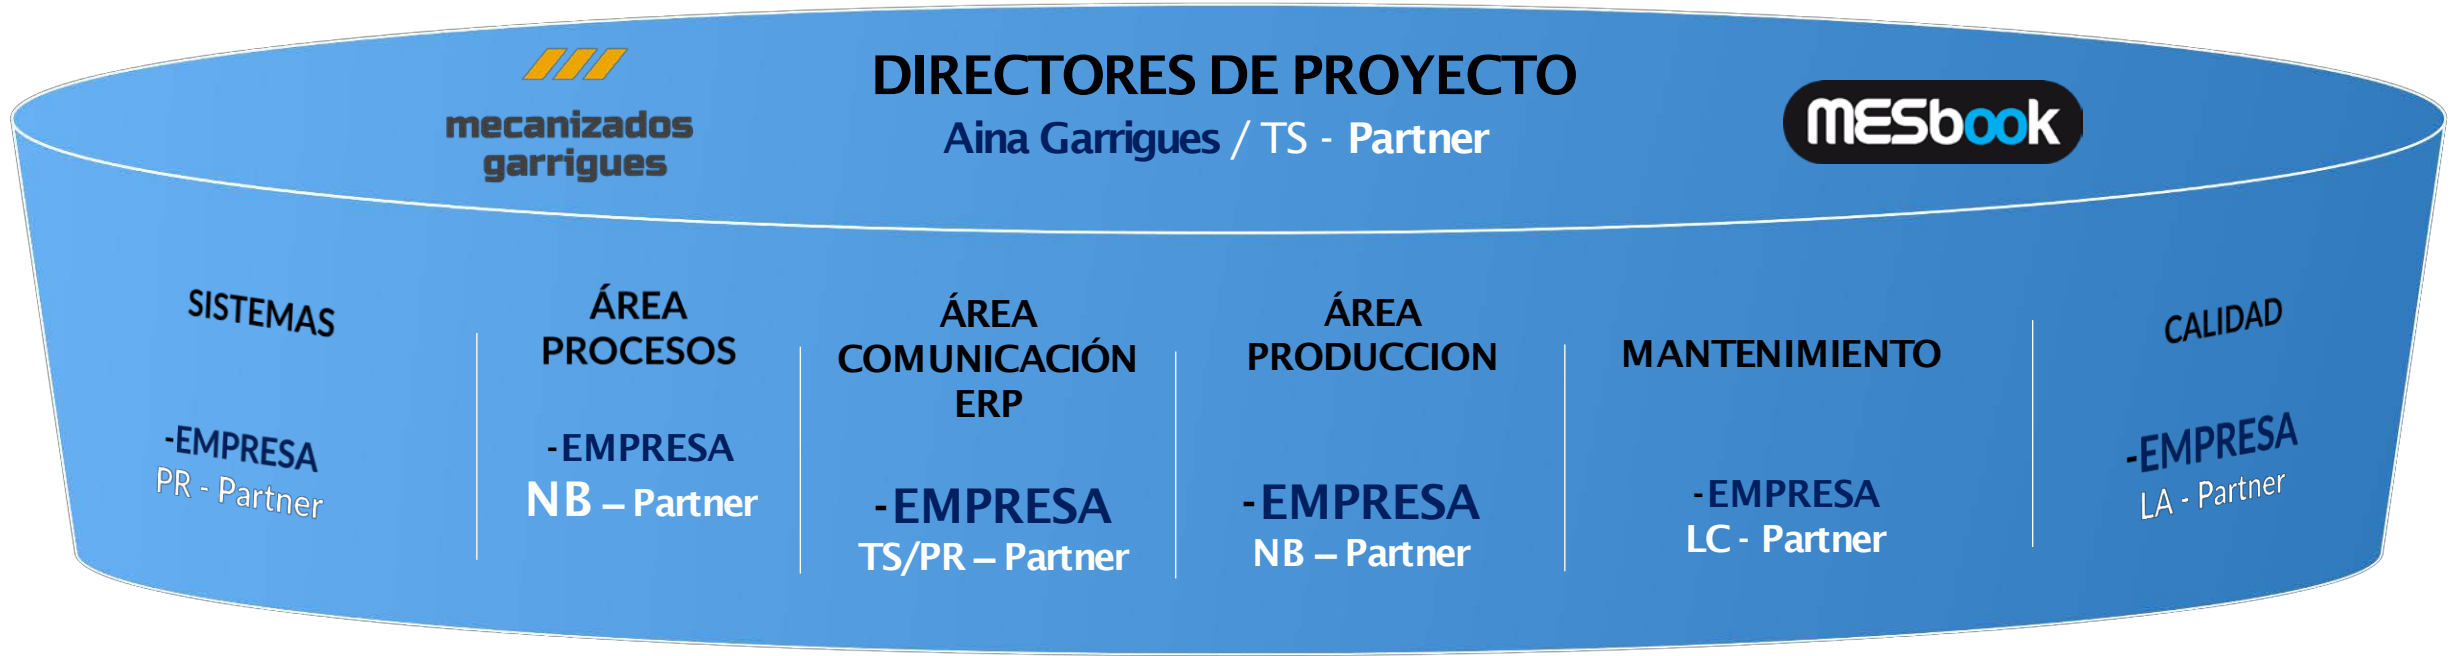 DIRECTORES DE PROYECTO
mecanizados
garrigues
Aina Garrigues / TS - Partner
MESbook
SISTEMAS
-EMPRESA
PR - Partner
ÁREA
PROCESOS
-EMPRESA
NB – Partner
ÁREA
COMUNICACIÓN
ERP
-EMPRESA
TS/PR – Partner
ÁREA
PRODUCCION
-EMPRESA
NB – Partner
MANTENIMIENTO
-EMPRESA
LC - Partner
CALIDAD
-EMPRESA
LA - Partner